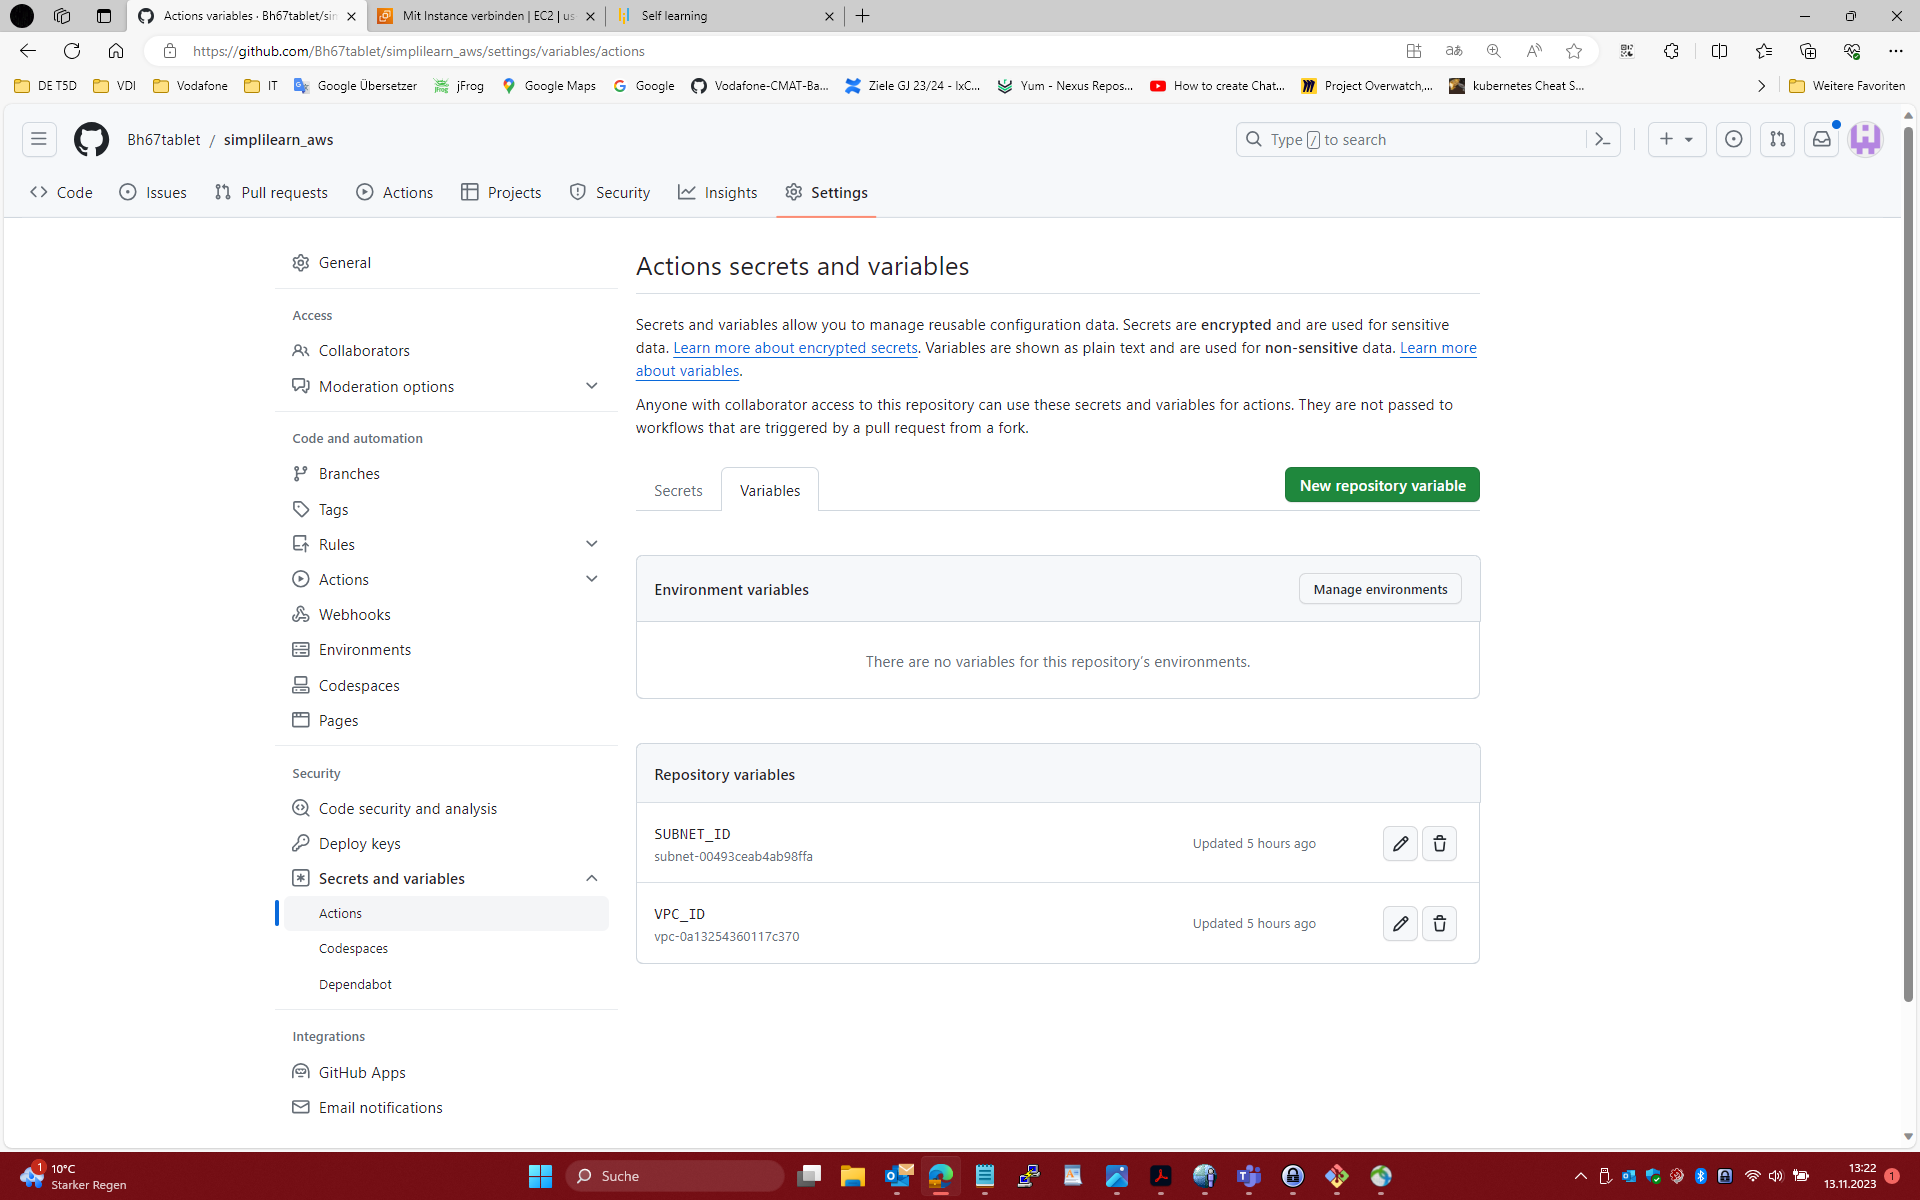 Actions variables · Bh67tablet/sim
Mit Instance verbinden | EC2 | us-
Self learning
https://github.com/Bh67tablet/simplilearn_aws/settings/variables/actions
DE T5D
VDI
Vodafone
IT
Google Übersetzer
jFrog
Google Maps
Google
Vodafone-CMAT-Ba...
Ziele GJ 23/24 - IxC...
Yum - Nexus Repos...
How to create Chat...
Project Overwatch,...
kubernetes Cheat S...
Weitere Favoriten
Bh67tablet / simplilearn_aws
Type / to search
Code
Issues
Pull requests
Actions
Projects
Security
Insights
Settings
General
Access
Collaborators
Moderation options
Code and automation
Branches
Tags
Rules
Actions
Webhooks
Environments
Codespaces
Pages
Security
Code security and analysis
Deploy keys
Secrets and variables
Actions
Codespaces
Dependabot
Integrations
GitHub Apps
Email notifications
Actions secrets and variables
Secrets and variables allow you to manage reusable configuration data. Secrets are encrypted and are used for sensitive
data. Learn more about encrypted secrets. Variables are shown as plain text and are used for non-sensitive data. Learn more
about variables.
Anyone with collaborator access to this repository can use these secrets and variables for actions. They are not passed to
workflows that are triggered by a pull request from a fork.
Secrets
Variables
New repository variable
Environment variables
Manage environments
There are no variables for this repository's environments.
Repository variables
SUBNET_ID
subnet-00493ceab4ab98ffa
Updated 5 hours ago
VPC_ID
vpc-0a13254360117c370
Updated 5 hours ago
1
10°C
Starker Regen
Suche
13:22
13.11.2023
1